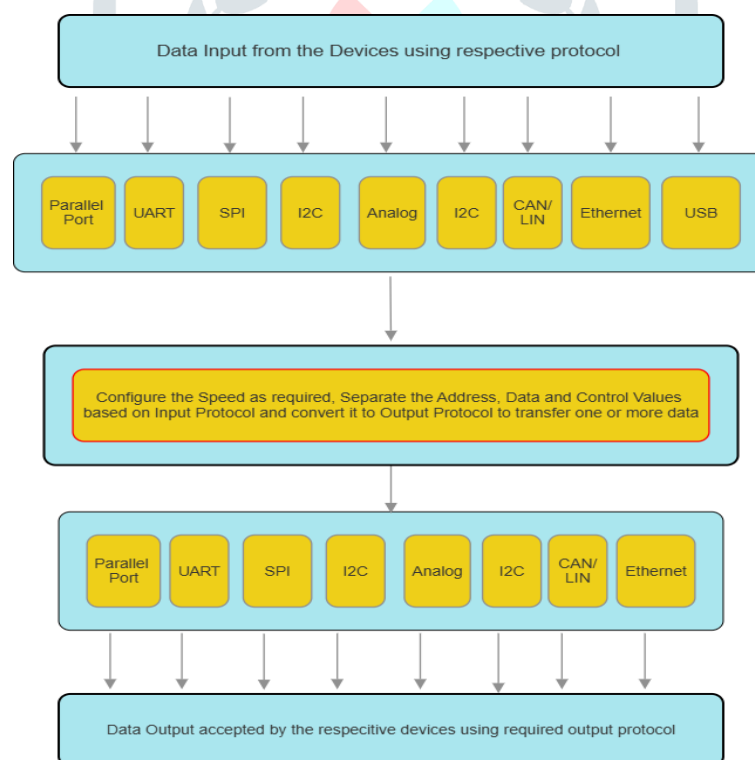 Data Input from the Devices using respective protocol
Parallel
Port
UART
SPI
I2C
Analog
I2C
CAN/
LIN
Ethernet
USB
Configure the Speed as required, Separate the Address, Data and Control Values
based on Input Protocol and convert it to Output Protocol to transfer one or more data
Parallel
Port
UART
SPI
I2C
Analog
I2C
CAN/
LIN
Ethernet
Data Output accepted by the respecitive devices using required output protocol